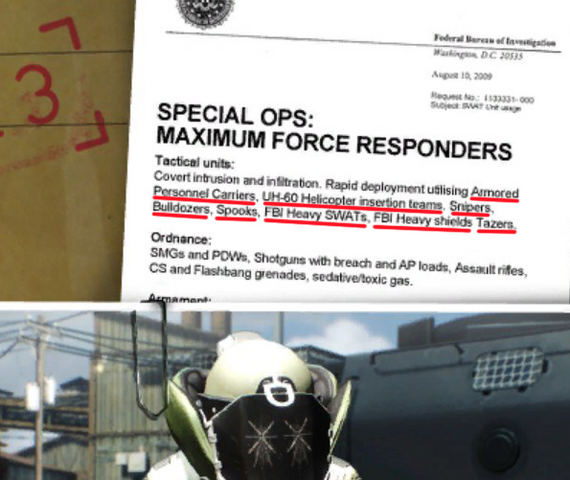 3
Federal Bureau of Investigation
Washington, D.C. 20535
August 10, 2009
Request No.: 1133331-000
Subject: SWAT Unit usage
SPECIAL OPS:
MAXIMUM FORCE RESPONDERS
Tactical units:
Covert intrusion and infiltration. Rapid deployment utilising Armored
Personnel Carriers, UH-60 Helicopter insertion teams, Snipers,
Bulldozers, Spooks, FBI Heavy SWATs, FBI Heavy shields Tazers.
Ordnance:
SMGs and PDWs, Shotguns with breach and AP loads, Assault rifles,
CS and Flashbang grenades, sedative/toxic gas.
Armament: